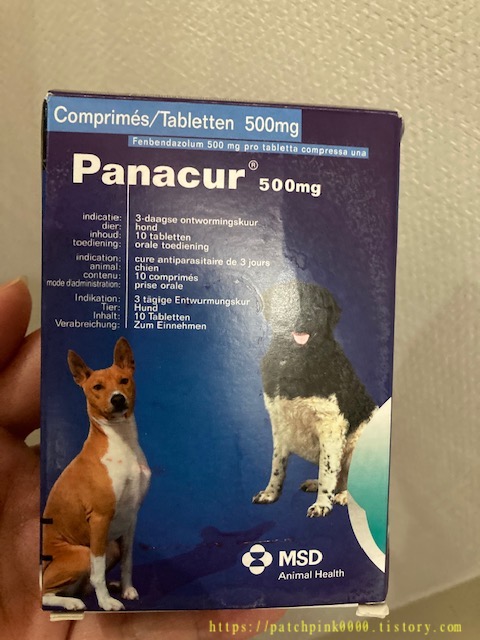 Comprimés/Tabletten 500mg
Fenbendazolum 500 mg pro tabletta compressa una
Panacur® 500mg
indicatie: 3-daagse ontwormingskuur
dier: hond
inhoud: 10 tabletten
toediening: orale toediening
indication: cure antiparasitaire de 3 jours
animal: chien
contenu: 10 comprimés
mode d'administration: prise orale
Indikation: 3 tägige Entwurmungskur
Tier: Hund
Inhalt: 10 Tabletten
Verabreichung: Zum Einnehmen
MSD
Animal Health
https://patchpink0000.tistory.com